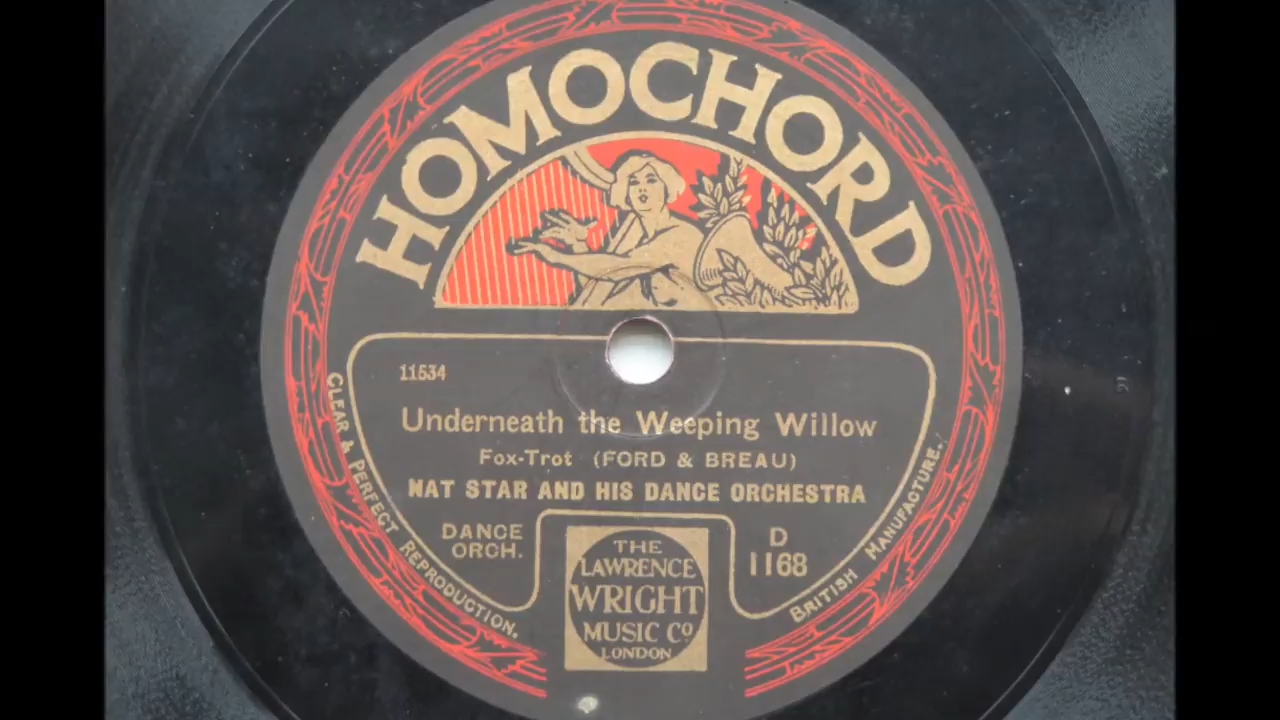 HOMOCHORD
11534
Underneath the Weeping Willow
Fox-Trot (FORD & BREAU)
NAT STAR AND HIS DANCE ORCHESTRA
DANCE
ORCH.
D
1168
THE
LAWRENCE
WRIGHT
MUSIC Co
LONDON
CLEAR & PERFECT REPRODUCTION.
BRITISH MANUFACTURE.